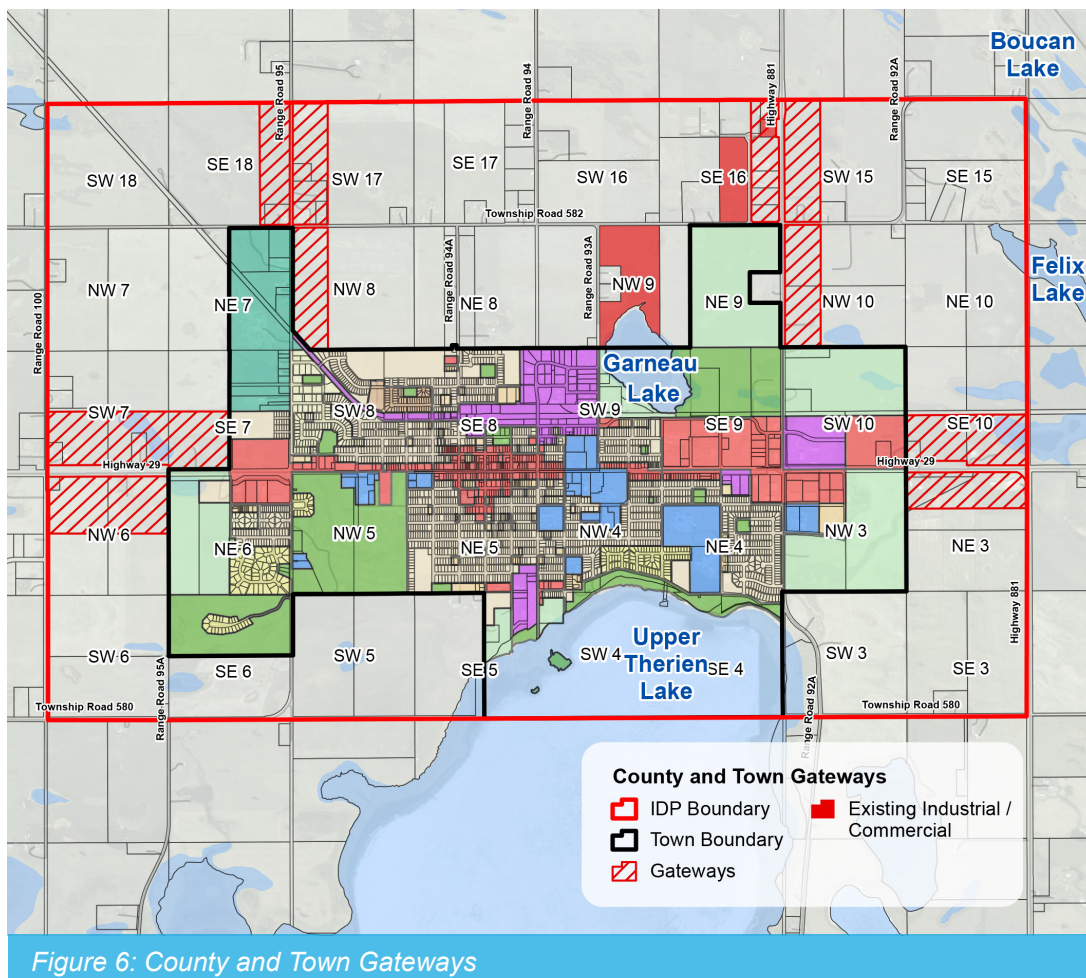 Boucan
Lake
Range Road 95
Range Road 94
Highway 881
Range Road 92A
SW 18
SE 18
SW 17
SE 17
SW 16
SE 16
SW 15
SE 15
Township Road 582
Felix
Lake
Range Road 100
NW 7
NE 7
NW 8
Range Road 94A
NE 8
Range Road 93A
NW 9
NE 9
NW 10
NE 10
Garneau
Lake
SW 7
SE 7
SW 8
SE 8
SW 9
SE 9
SW 10
SE 10
Highway 29
Highway 29
NW 6
NE 6
NW 5
NE 5
NW 4
NE 4
NW 3
NE 3
Highway 881
Upper
Therien
Lake
SW 6
SE 6
SW 5
SE 5
SW 4
SE 4
SW 3
SE 3
Range Road 95A
Range Road 92A
Township Road 580
Township Road 580
County and Town Gateways
IDP Boundary
Town Boundary
Gateways
Existing Industrial /
Commercial
Figure 6: County and Town Gateways